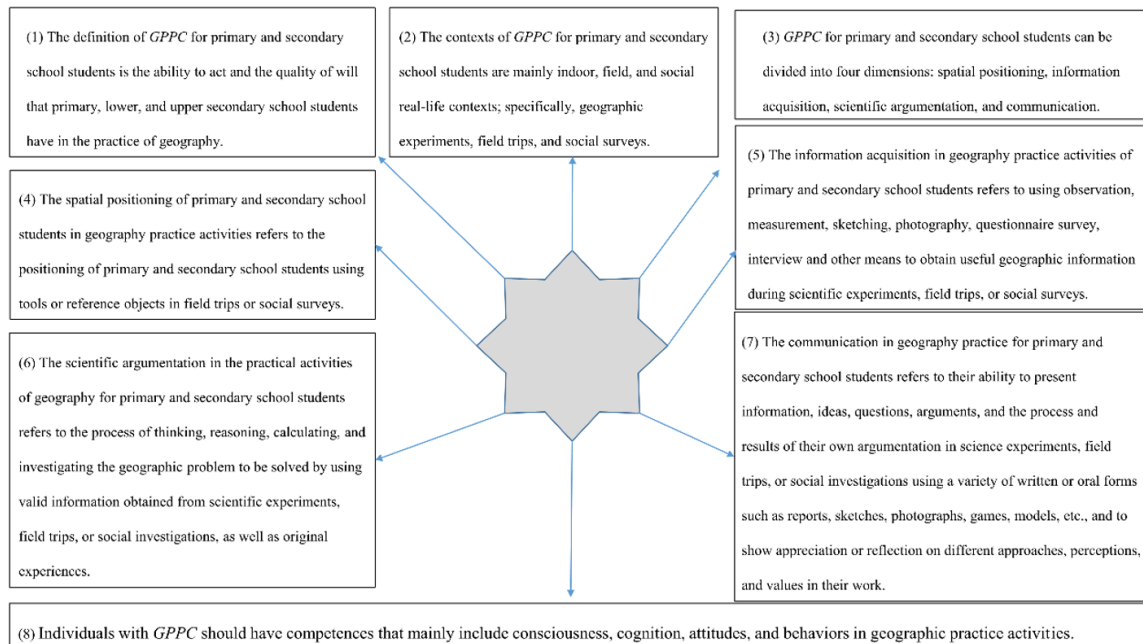 (1) The definition of GPPC for primary and secondary
school students is the ability to act and the quality of will
that primary, lower, and upper secondary school students
have in the practice of geography.
(2) The contexts of GPPC for primary and secondary
school students are mainly indoor, field, and social
real-life contexts; specifically, geographic
experiments, field trips, and social surveys.
(3) GPPC for primary and secondary school students can be
divided into four dimensions: spatial positioning, information
acquisition, scientific argumentation, and communication.
(4) The spatial positioning of primary and secondary school
students in geography practice activities refers to the
positioning of primary and secondary school students using
tools or reference objects in field trips or social surveys.
(5) The information acquisition in geography practice activities of
primary and secondary school students refers to using observation,
measurement, sketching, photography, questionnaire survey,
interview and other means to obtain useful geographic information
during scientific experiments, field trips, or social surveys.
(6) The scientific argumentation in the practical activities
of geography for primary and secondary school students
refers to the process of thinking, reasoning, calculating, and
investigating the geographic problem to be solved by using
valid information obtained from scientific experiments,
field trips, or social investigations, as well as original
experiences.
(7) The communication in geography practice for primary and
secondary school students refers to their ability to present
information, ideas, questions, arguments, and the process and
results of their own argumentation in science experiments, field
trips, or social investigations using a variety of written or oral forms
such as reports, sketches, photographs, games, models, etc., and to
show appreciation or reflection on different approaches, perceptions,
and values in their work.
(8) Individuals with GPPC should have competences that mainly include consciousness, cognition, attitudes, and behaviors in geographic practice activities.